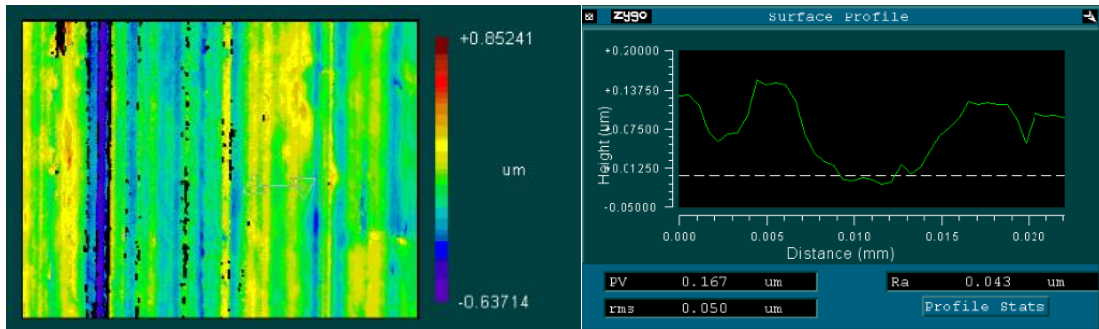 +0.85241
um
-0.63714
zygo
Surface Profile
+0.20000
+0.13750
+0.07500
+0.01250
-0.05000
Height (um)
0.000 0.005 0.010 0.015 0.020
Distance (mm)
PV 0.167 um
Ra 0.043 um
rms 0.050 um
Profile Stats